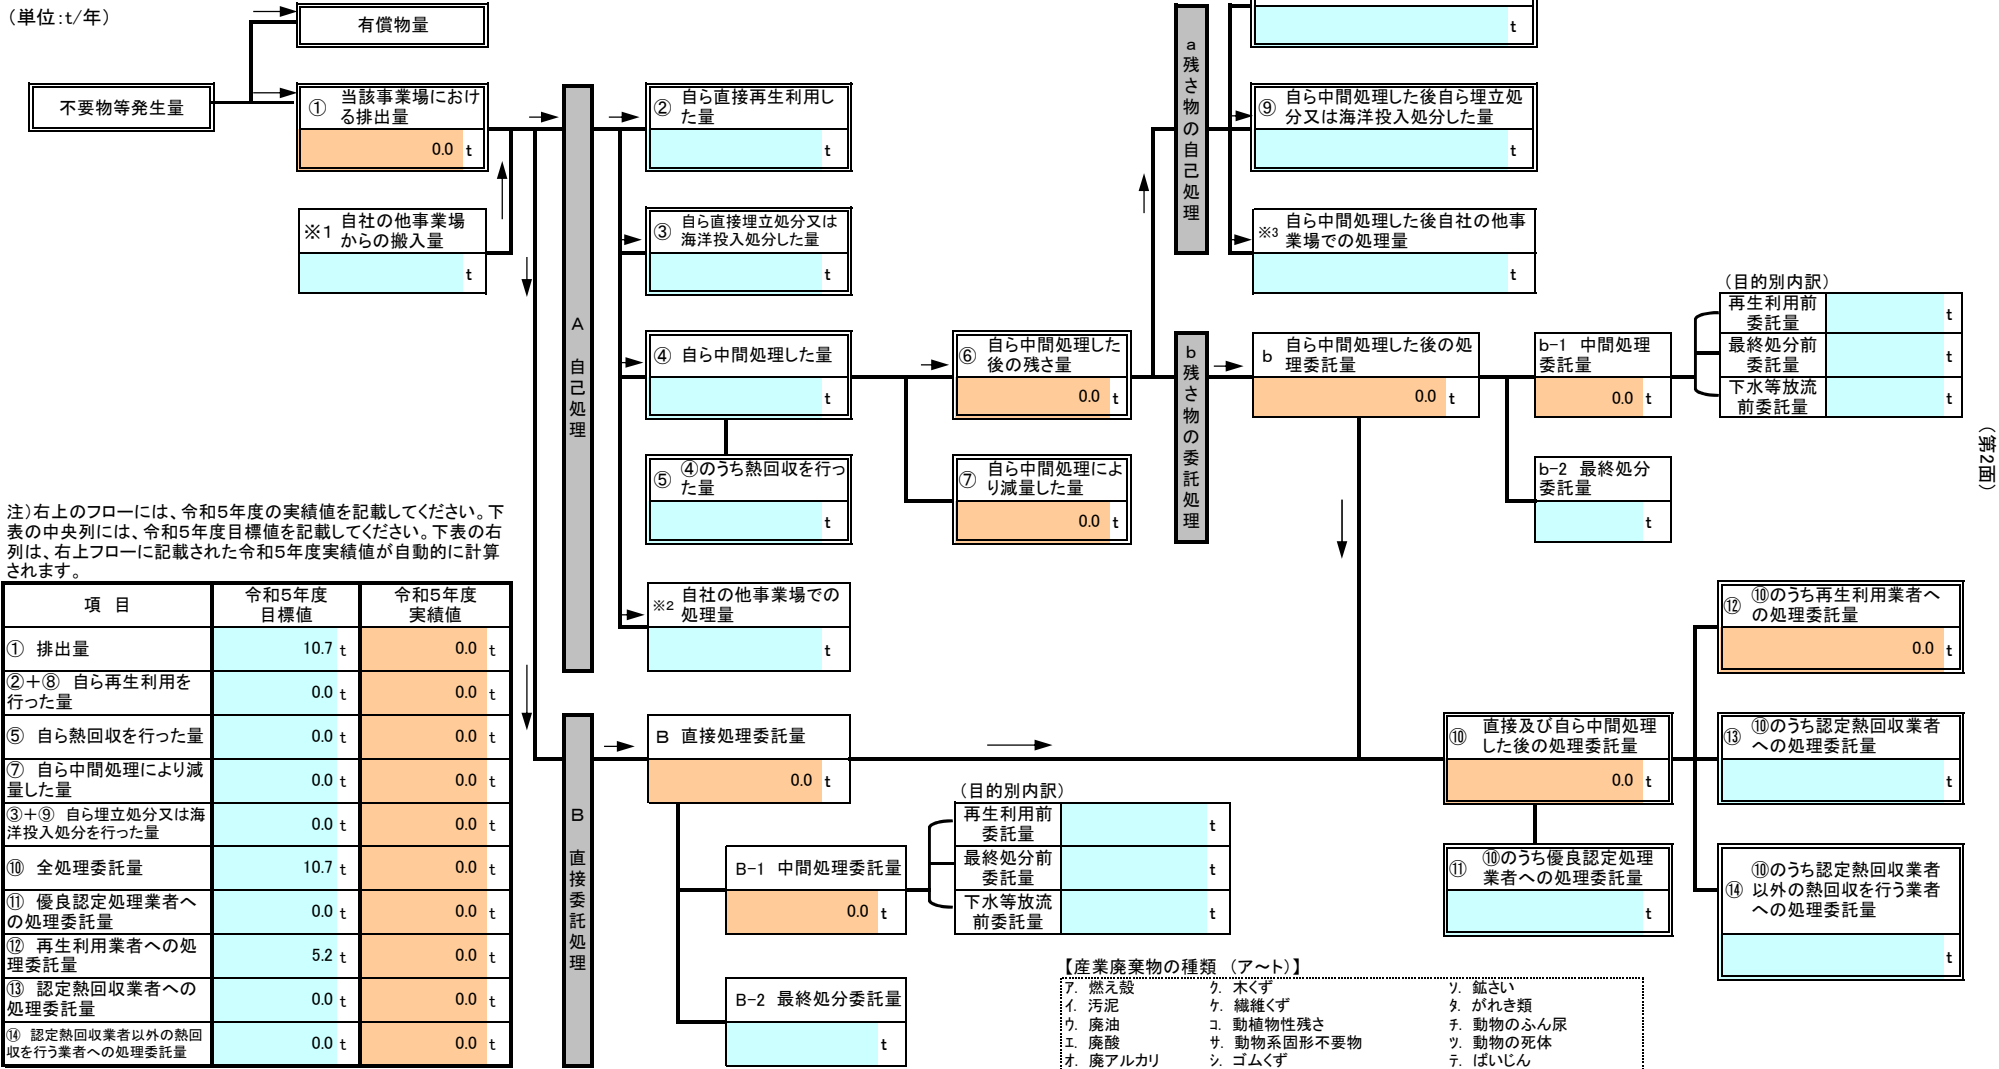 （単位：t/年）
有償物量
不要物等発生量
① 当該事業場におけ
る排出量
0.0 t
※1 自社の他事業場
からの搬入量
t
A 自己処理
② 自ら直接再生利用し
た量
t
③ 自ら直接埋立処分又は
海洋投入処分した量
t
④ 自ら中間処理した量
t
⑤ ④のうち熱回収を行っ
た量
t
※2 自社の他事業場での
処理量
t
⑥ 自ら中間処理した
後の残さ量
0.0 t
⑦ 自ら中間処理によ
り減量した量
0.0 t
a 残さ物の自己処理
t
⑨ 自ら中間処理した後自ら埋立処
分又は海洋投入処分した量
t
※3 自ら中間処理した後自社の他事
業場での処理量
t
b 残さ物の委託処理
b 自ら中間処理した後の処
理委託量
0.0 t
b-1 中間処理
委託量
0.0 t
b-2 最終処分
委託量
t
（目的別内訳）
再生利用前
委託量
t
最終処分前
委託量
t
下水等放流
前委託量
t
（第2面）
注）右上のフローには、令和5年度の実績値を記載してください。下
表の中央列には、令和5年度目標値を記載してください。下表の右
列は、右上フローに記載された令和5年度実績値が自動的に計算
されます。
項 目
令和5年度
目標値
令和5年度
実績値
① 排出量 10.7 t 0.0 t
②＋⑧ 自ら再生利用を
行った量 0.0 t 0.0 t
⑤ 自ら熱回収を行った量 0.0 t 0.0 t
⑦ 自ら中間処理により減
量した量 0.0 t 0.0 t
③＋⑨ 自ら埋立処分又は海
洋投入処分を行った量 0.0 t 0.0 t
⑩ 全処理委託量 10.7 t 0.0 t
⑪ 優良認定処理業者へ
の処理委託量 0.0 t 0.0 t
⑫ 再生利用業者への処
理委託量 5.2 t 0.0 t
⑬ 認定熱回収業者への
処理委託量 0.0 t 0.0 t
⑭ 認定熱回収業者以外の熱回
収を行う業者への処理委託量 0.0 t 0.0 t
B 直接委託処理
B 直接処理委託量
0.0 t
B-1 中間処理委託量
0.0 t
B-2 最終処分委託量
t
（目的別内訳）
再生利用前
委託量
t
最終処分前
委託量
t
下水等放流
前委託量
t
⑩ 直接及び自ら中間処理
した後の処理委託量
0.0 t
⑪ ⑩のうち優良認定処理
業者への処理委託量
t
⑫ ⑩のうち再生利用業者へ
の処理委託量
0.0 t
⑬ ⑩のうち認定熱回収業者
への処理委託量
t
⑭ ⑩のうち認定熱回収業者
以外の熱回収を行う業者
への処理委託量
t
【産業廃棄物の種類 （ア～ト）】
ア. 燃え殻 ク. 木くず ソ. 鉱さい
イ. 汚泥 ケ. 繊維くず タ. がれき類
ウ. 廃油 コ. 動植物性残さ チ. 動物のふん尿
エ. 廃酸 サ. 動物系固形不要物 ツ. 動物の死体
オ. 廃アルカリ シ. ゴムくず テ. ばいじん